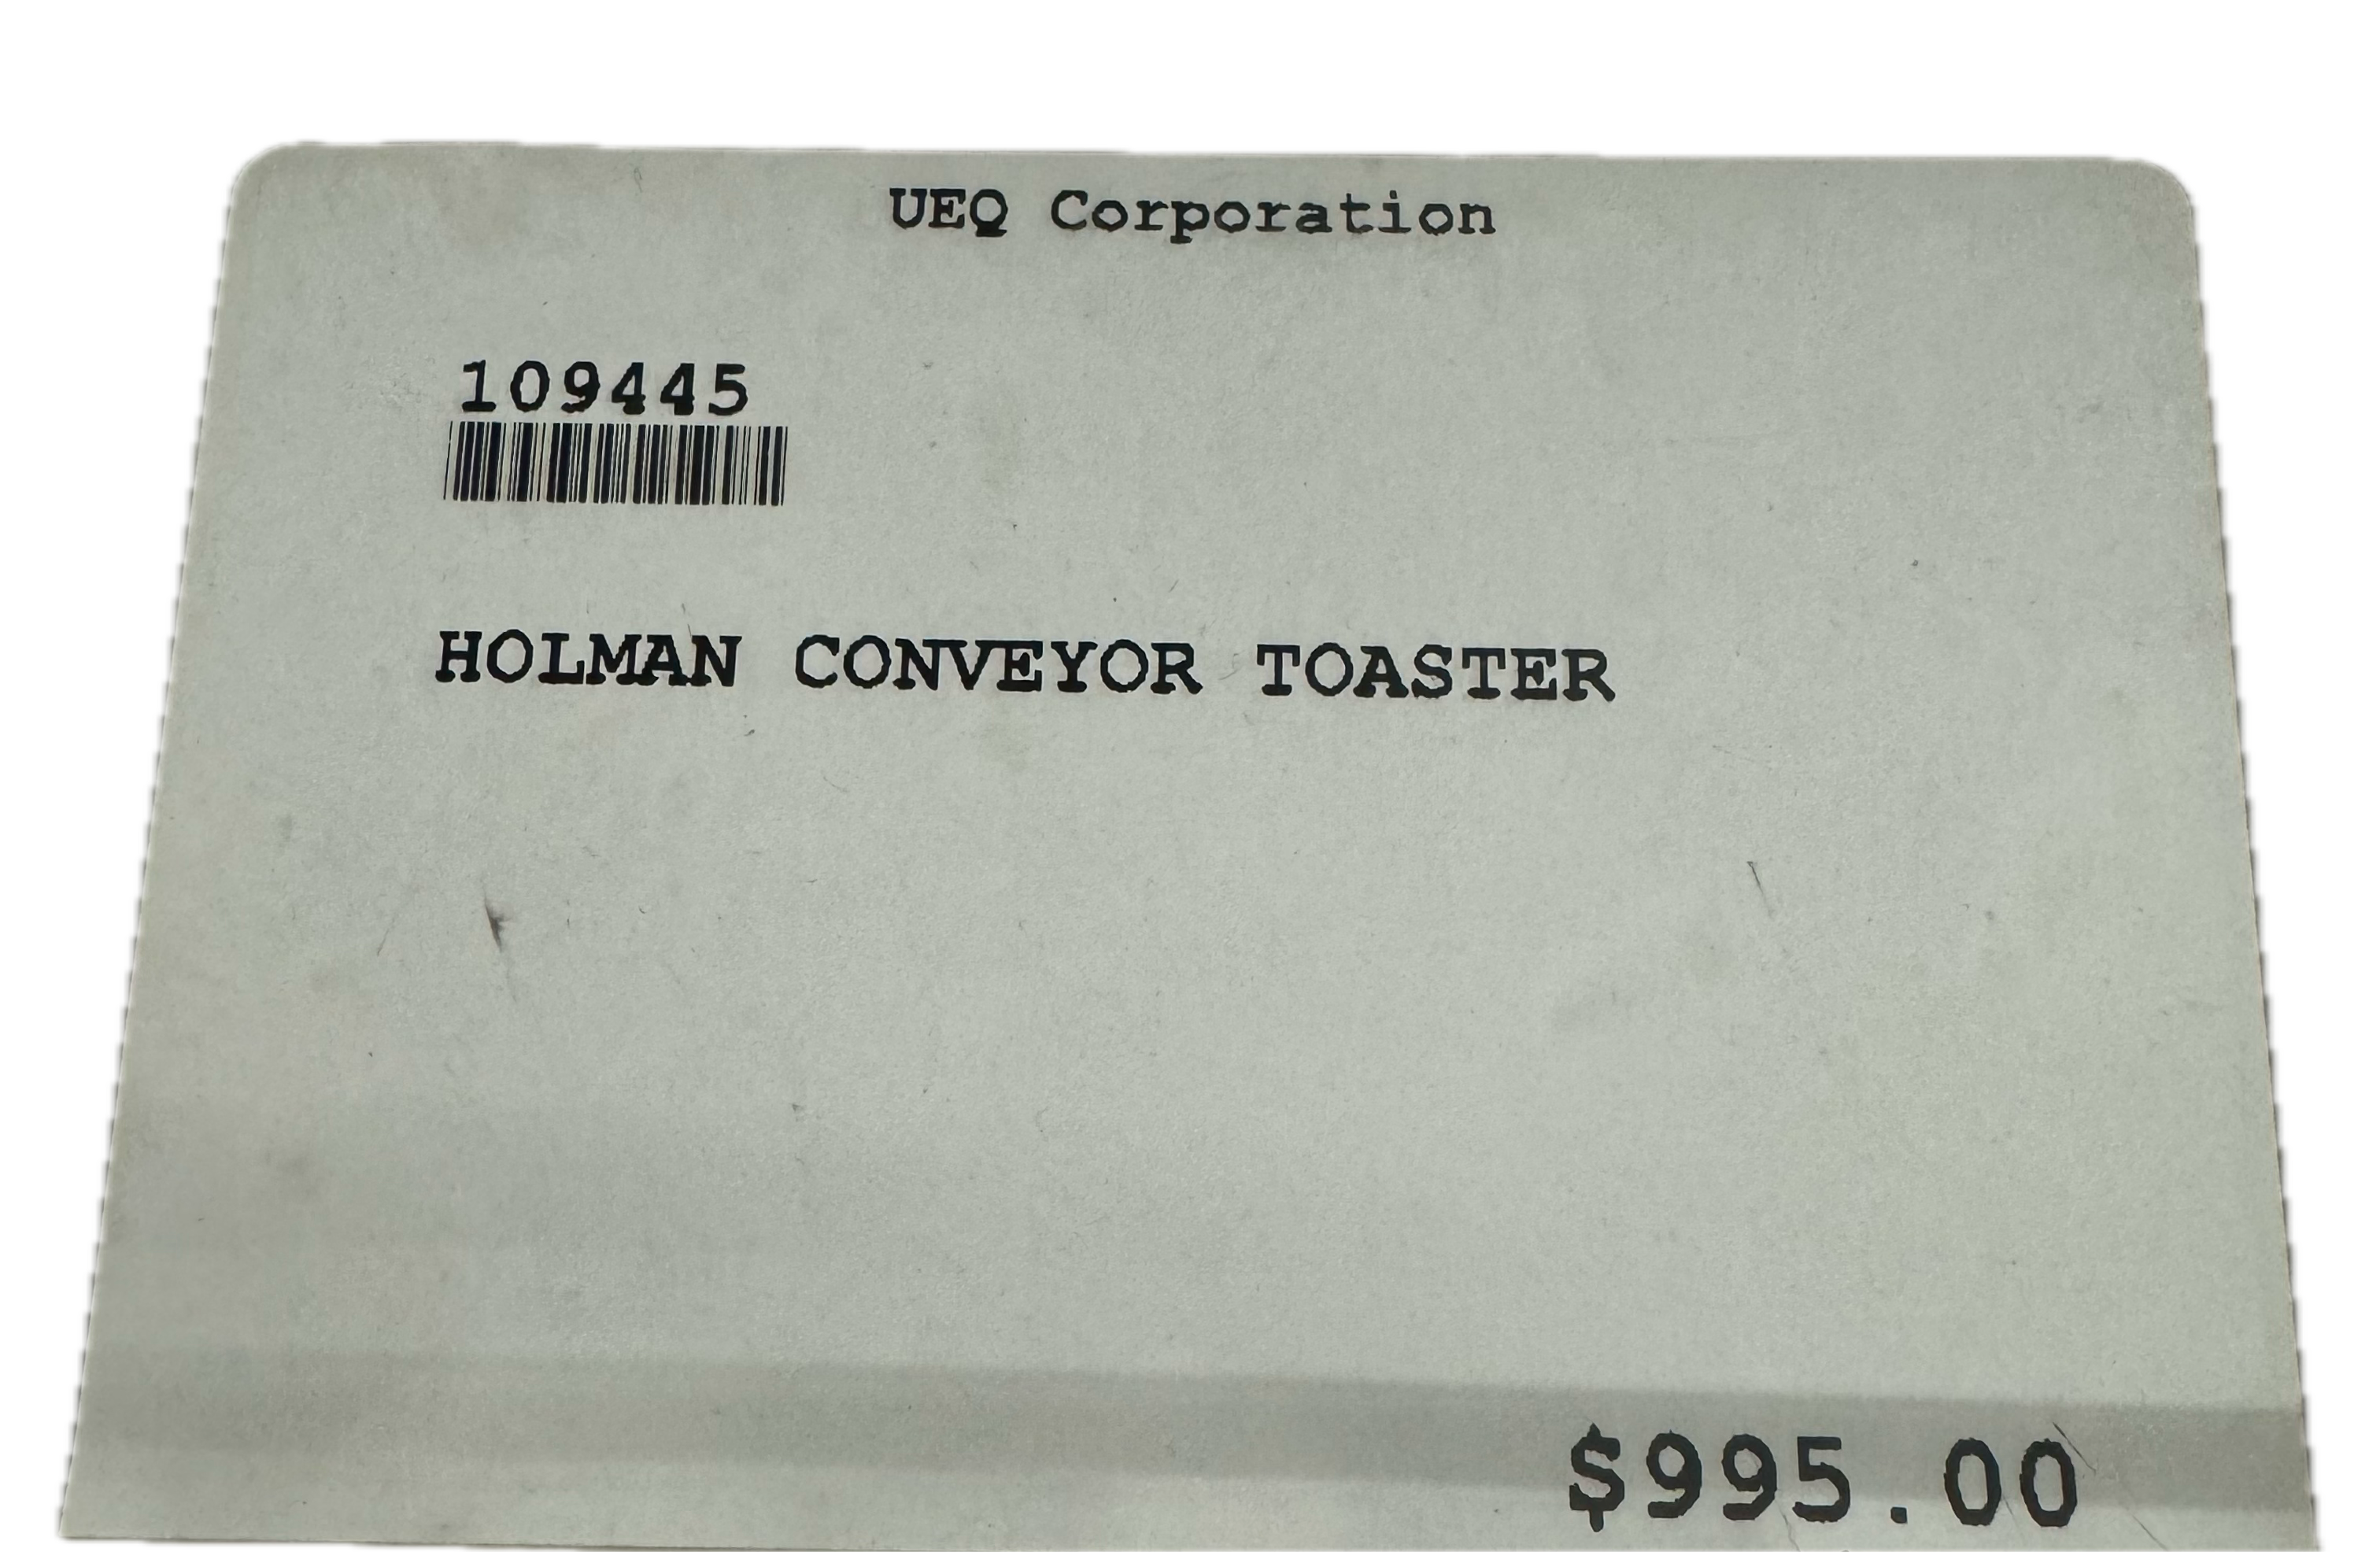 UEQ Corporation
109445
HOLMAN CONVEYOR TOASTER
$995.00